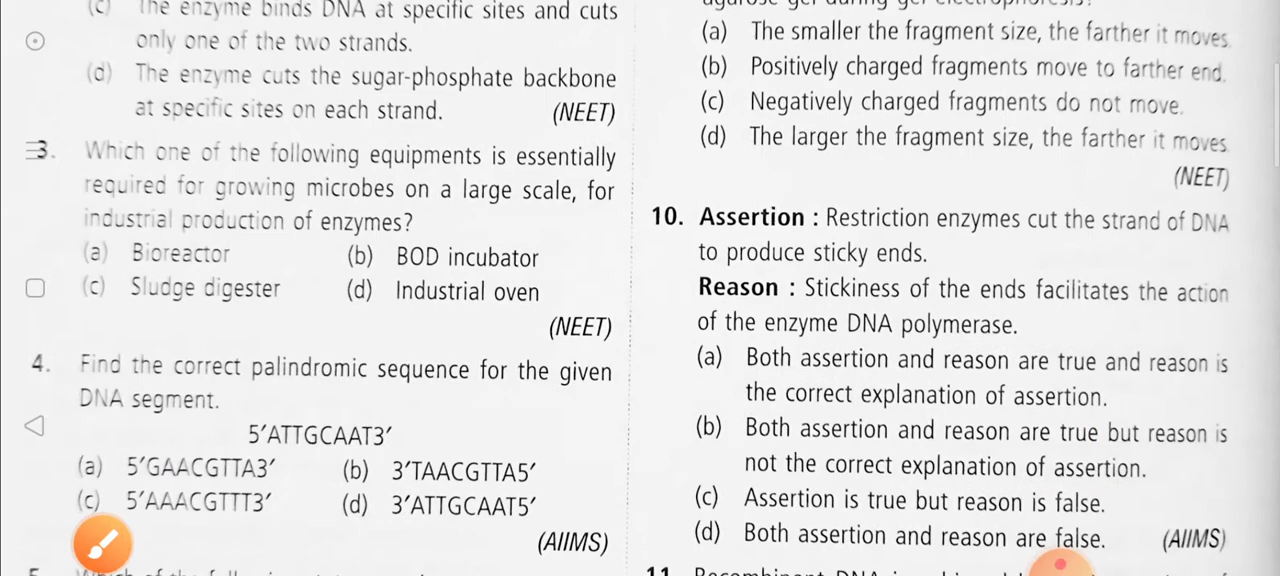 (c) The enzyme binds DNA at specific sites and cuts
only one of the two strands.
(d) The enzyme cuts the sugar-phosphate backbone
at specific sites on each strand. (NEET)
3. Which one of the following equipments is essentially
required for growing microbes on a large scale, for
industrial production of enzymes?
(a) Bioreactor (b) BOD incubator
(c) Sludge digester (d) Industrial oven
(NEET)
4. Find the correct palindromic sequence for the given
DNA segment.
5′ATTGCAAT3′
(a) 5′GAACGTTA3′ (b) 3′TAACGTTA5′
(c) 5′AAACGTTT3′ (d) 3′ATTGCAAT5′
(AIIMS)
agarose gel during gel electrophoresis?
(a) The smaller the fragment size, the farther it moves
(b) Positively charged fragments move to farther end.
(c) Negatively charged fragments do not move.
(d) The larger the fragment size, the farther it moves
(NEET)
10. Assertion : Restriction enzymes cut the strand of DNA
to produce sticky ends.
Reason : Stickiness of the ends facilitates the action
of the enzyme DNA polymerase.
(a) Both assertion and reason are true and reason is
the correct explanation of assertion.
(b) Both assertion and reason are true but reason is
not the correct explanation of assertion.
(c) Assertion is true but reason is false.
(d) Both assertion and reason are false. (AIIMS)
11. Recombinant DNA